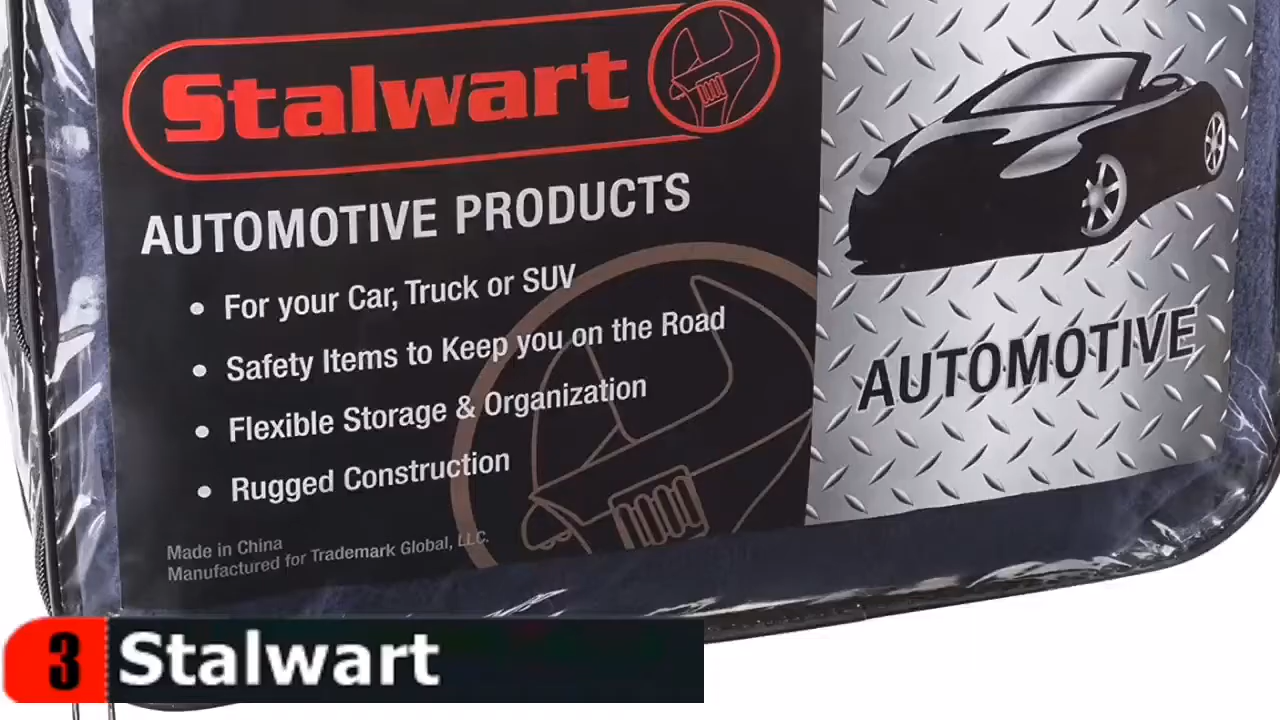 Stalwart
AUTOMOTIVE PRODUCTS
• For your Car, Truck or SUV
• Safety Items to Keep you on the Road
• Flexible Storage & Organization
• Rugged Construction
Made in China
Manufactured for Trademark Global, LLC.
AUTOMOTIVE
3 Stalwart